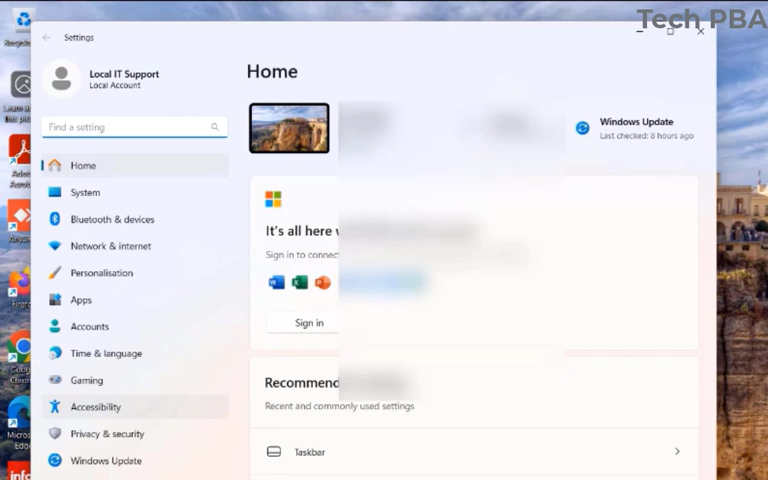 Tech PBA
Settings
Local IT Support
Local Account
Find a setting
Home
System
Bluetooth & devices
Network & internet
Personalisation
Apps
Accounts
Time & language
Gaming
Accessibility
Privacy & security
Windows Update
Home
Windows Update
Last checked: 8 hours ago
It's all here
Sign in to connec
Sign in
Recommend
Recent and commonly used settings
Taskbar